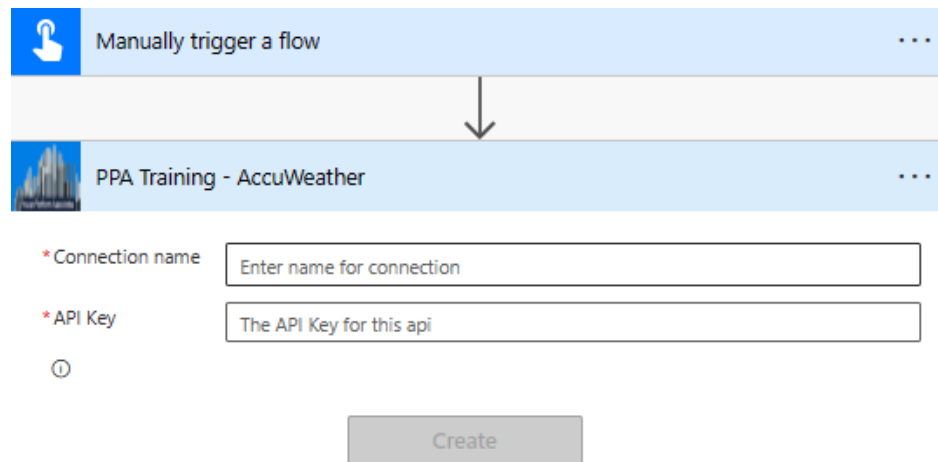 Manually trigger a flow
PPA Training - AccuWeather
* Connection name
Enter name for connection
* API Key
The API Key for this api
Create